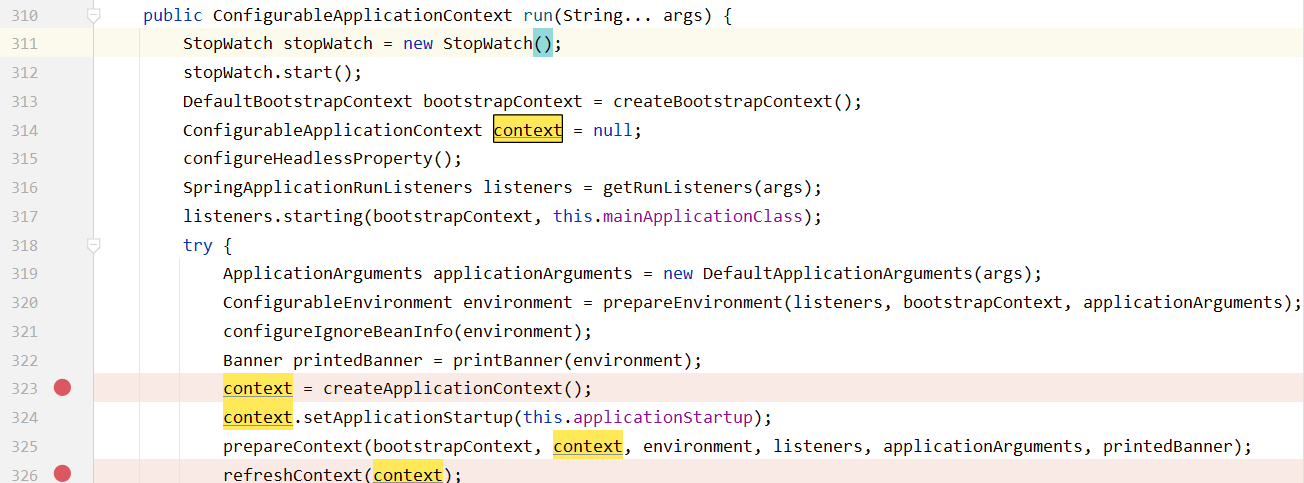 310 public ConfigurableApplicationContext run(String... args) {
311 StopWatch stopWatch = new StopWatch();
312 stopWatch.start();
313 DefaultBootstrapContext bootstrapContext = createBootstrapContext();
314 ConfigurableApplicationContext context = null;
315 configureHeadlessProperty();
316 SpringApplicationRunListeners listeners = getRunListeners(args);
317 listeners.starting(bootstrapContext, this.mainApplicationClass);
318 try {
319 ApplicationArguments applicationArguments = new DefaultApplicationArguments(args);
320 ConfigurableEnvironment environment = prepareEnvironment(listeners, bootstrapContext, applicationArguments);
321 configureIgnoreBeanInfo(environment);
322 Banner printedBanner = printBanner(environment);
323 context = createApplicationContext();
324 context.setApplicationStartup(this.applicationStartup);
325 prepareContext(bootstrapContext, context, environment, listeners, applicationArguments, printedBanner);
326 refreshContext(context);